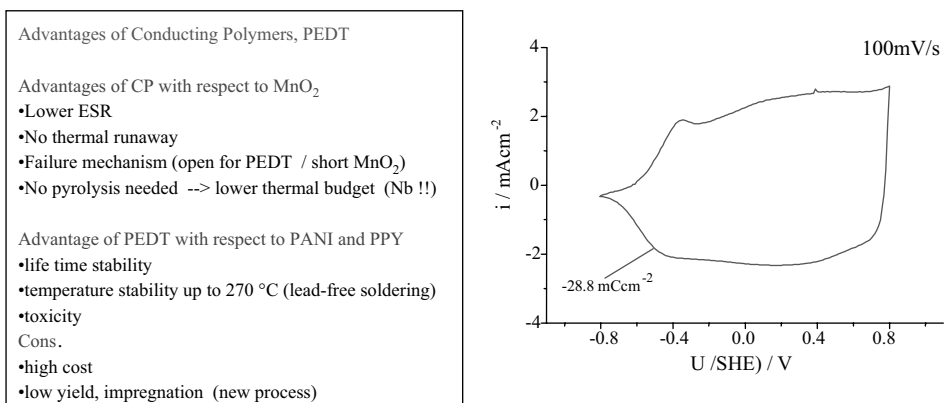 Advantages of Conducting Polymers, PEDT
Advantages of CP with respect to MnO₂
•Lower ESR
•No thermal runaway
•Failure mechanism (open for PEDT / short MnO₂)
•No pyrolysis needed --> lower thermal budget (Nb !!)
Advantage of PEDT with respect to PANI and PPY
•life time stability
•temperature stability up to 270 °C (lead-free soldering)
•toxicity
Cons.
•high cost
•low yield, impregnation (new process)
100mV/s
4
2
0
-2
-4
i / mAcm⁻²
-28.8 mCcm⁻²
-0.8 -0.4 0.0 0.4 0.8
U /SHE) / V